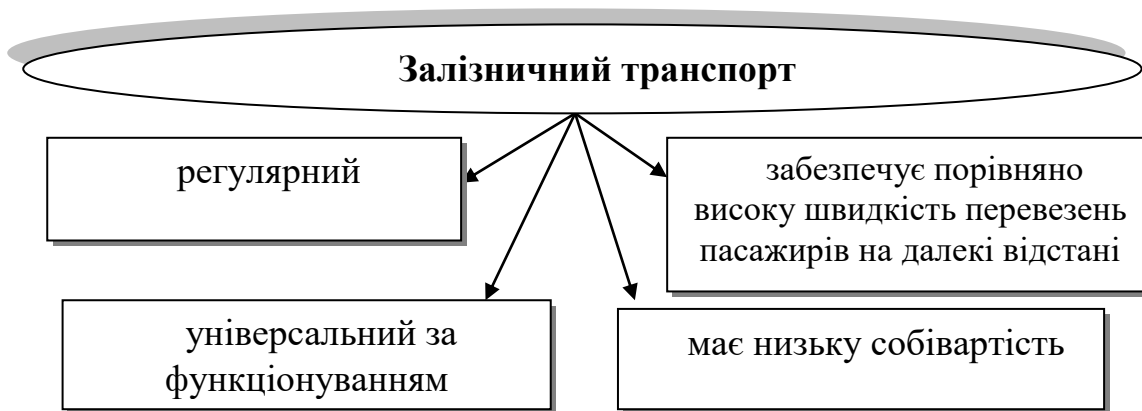 Залізничний транспорт
регулярний
забезпечує порівняно
високу швидкість перевезень
пасажирів на далекі відстані
універсальний за
функціонуванням
має низьку собівартість